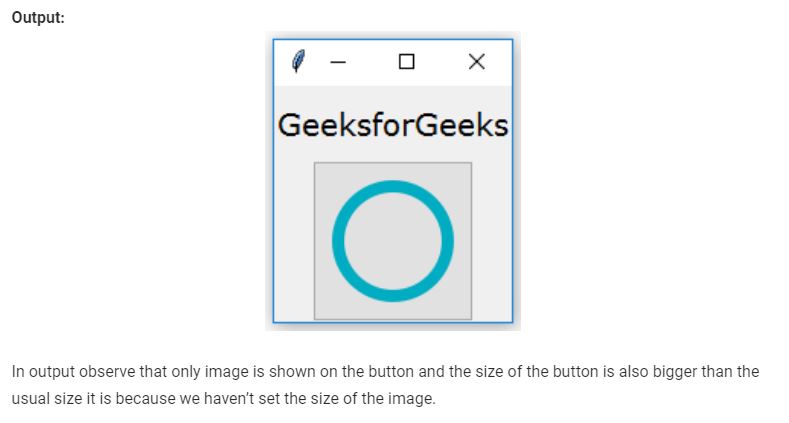 Output:
GeeksforGeeks
In output observe that only image is shown on the button and the size of the button is also bigger than the
usual size it is because we haven’t set the size of the image.